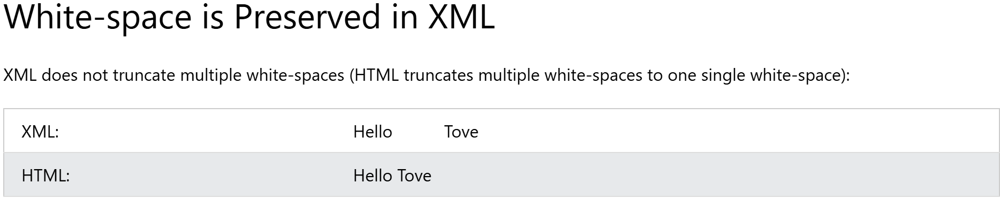 White-space is Preserved in XML
XML does not truncate multiple white-spaces (HTML truncates multiple white-spaces to one single white-space):
XML: Hello           Tove
HTML: Hello Tove